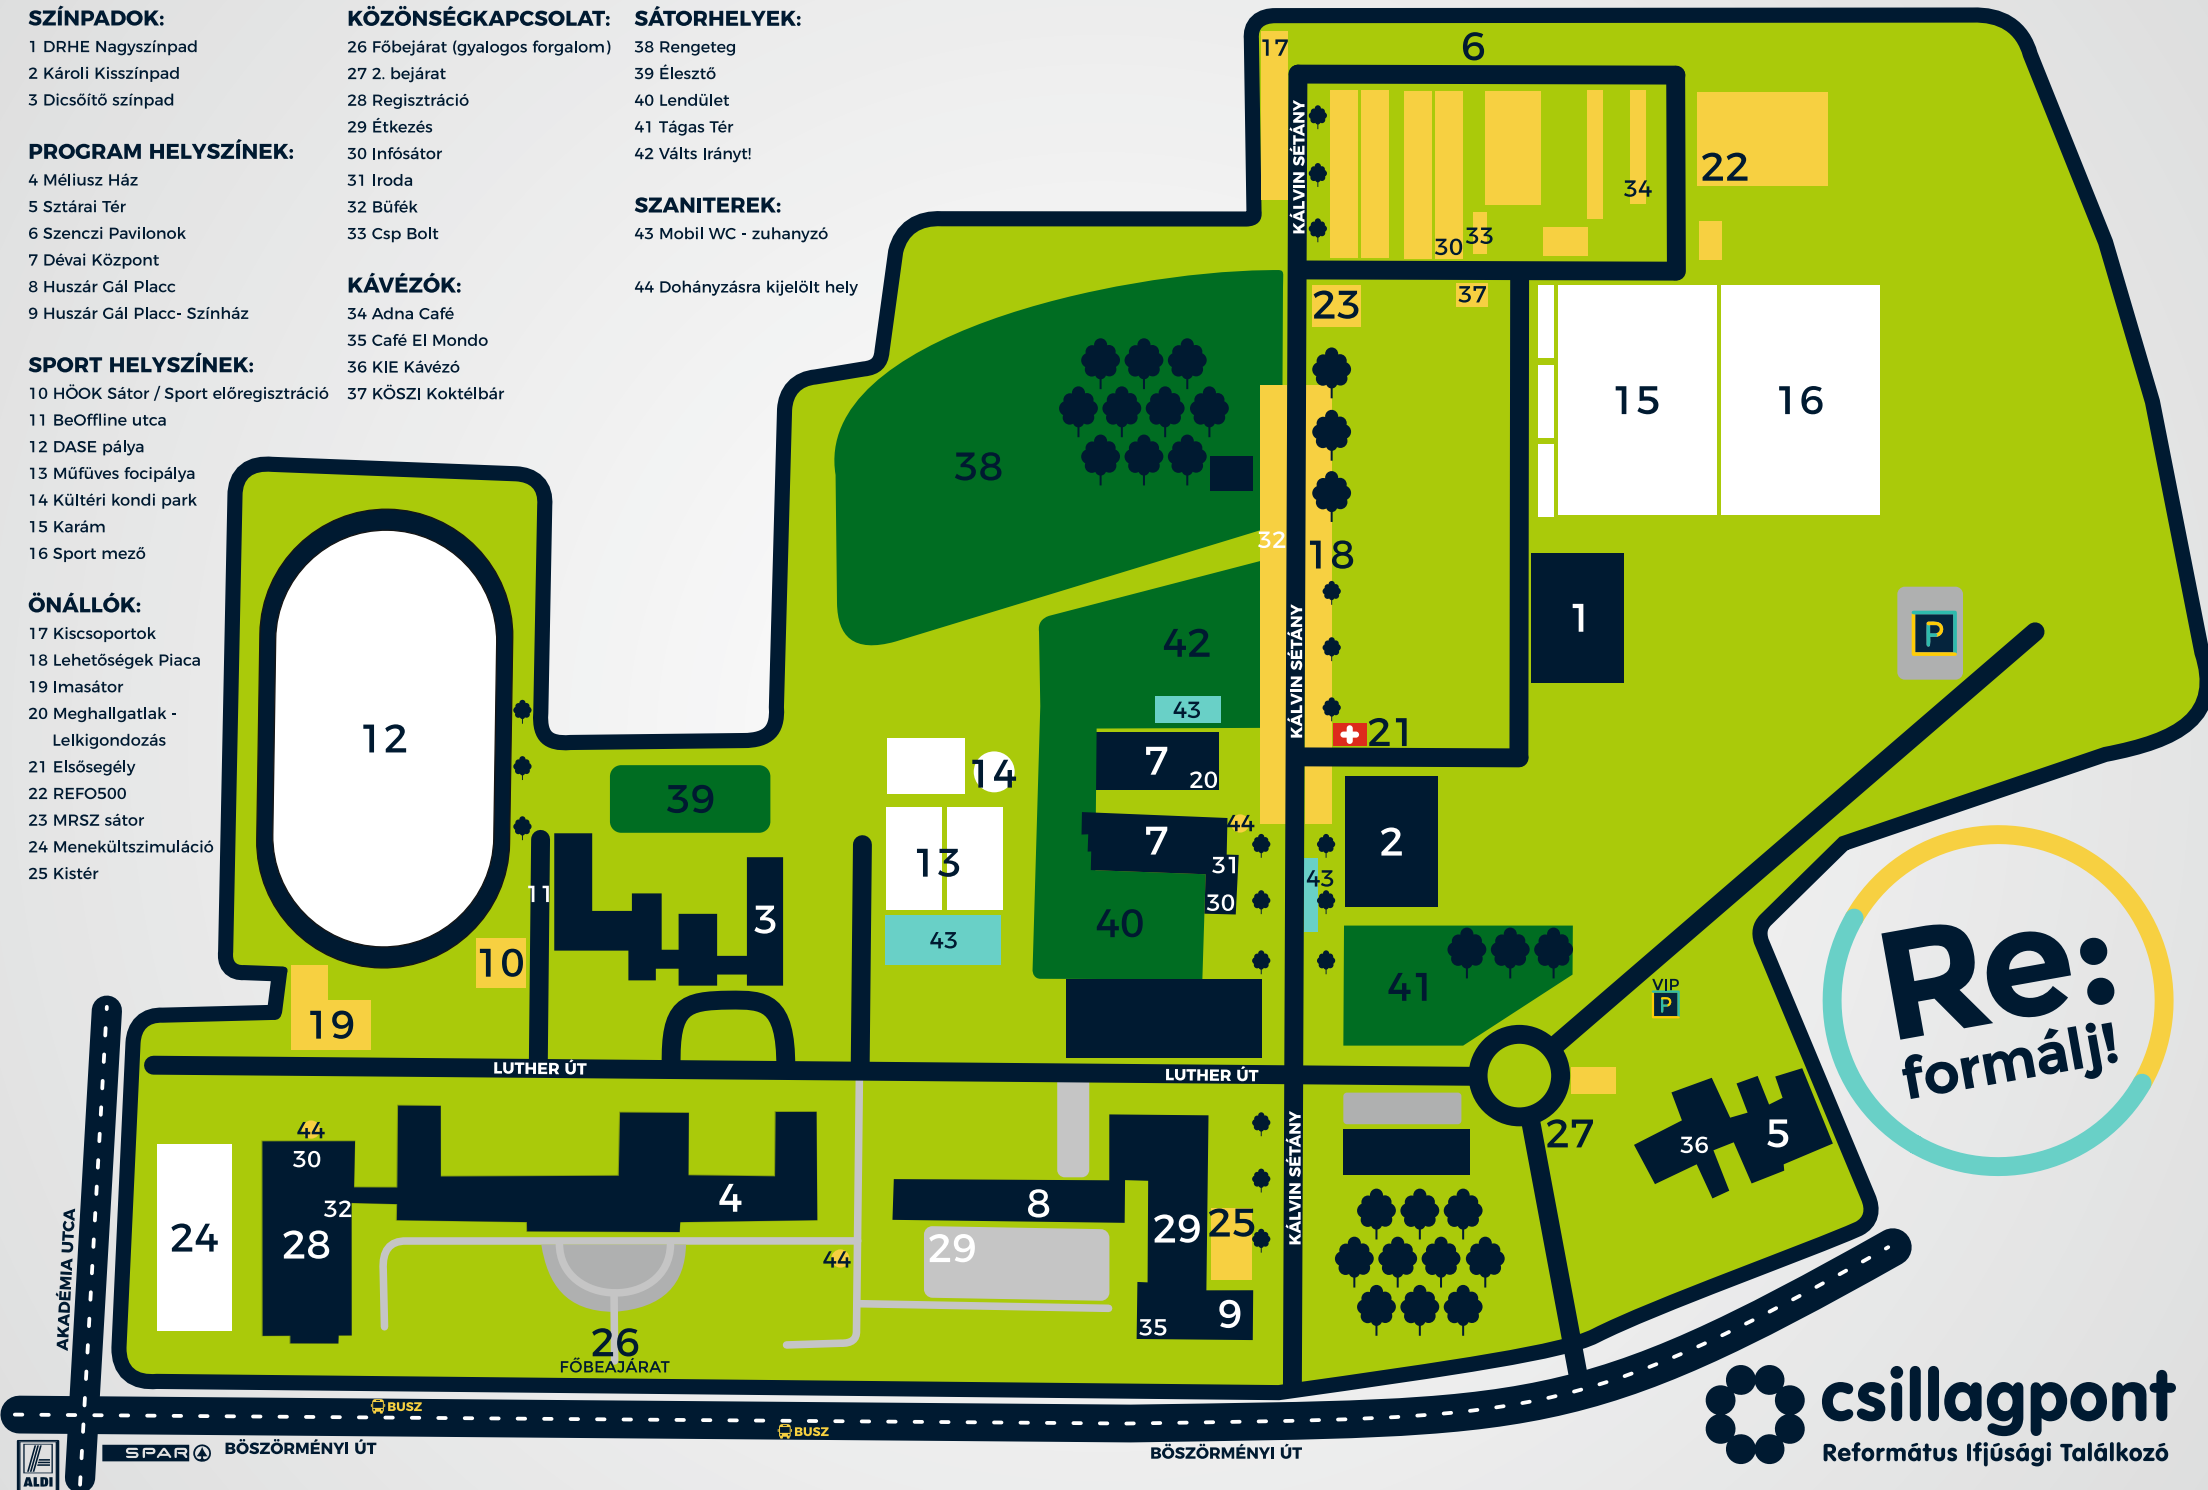 SZÍNPADOK:
1 DRHE Nagyszínpad
2 Károli Kisszínpad
3 Dicsőítő színpad
PROGRAM HELYSZÍNEK:
4 Méliusz Ház
5 Sztárai Tér
6 Szenczi Pavilonok
7 Dévai Központ
8 Huszár Gál Placc
9 Huszár Gál Placc- Színház
SPORT HELYSZÍNEK:
10 HÖOK Sátor / Sport előregisztráció
11 BeOffline utca
12 DASE pálya
13 Műfüves focipálya
14 Kültéri kondi park
15 Karám
16 Sport mező
ÖNÁLLÓK:
17 Kiscsoportok
18 Lehetőségek Piaca
19 Imasátor
20 Meghallgatlak -
Lelkigondozás
21 Elsősegély
22 REFO500
23 MRSZ sátor
24 Menekültszimuláció
25 Kistér
KÖZÖNSÉGKAPCSOLAT:
26 Főbejárat (gyalogos forgalom)
27 2. bejárat
28 Regisztráció
29 Étkezés
30 Infósátor
31 Iroda
32 Büfék
33 Csp Bolt
KÁVÉZÓK:
34 Adna Café
35 Café El Mondo
36 KIE Kávézó
37 KÖSZI Koktélbár
SÁTORHELYEK:
38 Rengeteg
39 Élesztő
40 Lendület
41 Tágas Tér
42 Válts Irányt!
SZANITEREK:
43 Mobil WC - zuhanyzó
44 Dohányzásra kijelölt hely
17
6
KÁLVIN SÉTÁNY
22
34
33
30
23
37
15
16
38
32
18
1
P
42
KÁLVIN SÉTÁNY
43
21
12
14
7
20
39
44
7
2
13
31
43
11
30
3
40
43
10
41
VIP
P
19
LUTHER ÚT
LUTHER ÚT
27
5
36
44
30
KÁLVIN SÉTÁNY
4
8
32
29
25
24
28
29
44
AKADÉMIA UTCA
9
35
26
FŐBEAJÁRAT
BUSZ
BUSZ
BÖSZÖRMÉNYI ÚT
BÖSZÖRMÉNYI ÚT
SPAR
ALDI
Re:
formálj!
csillagpont
Református Ifjúsági Találkozó